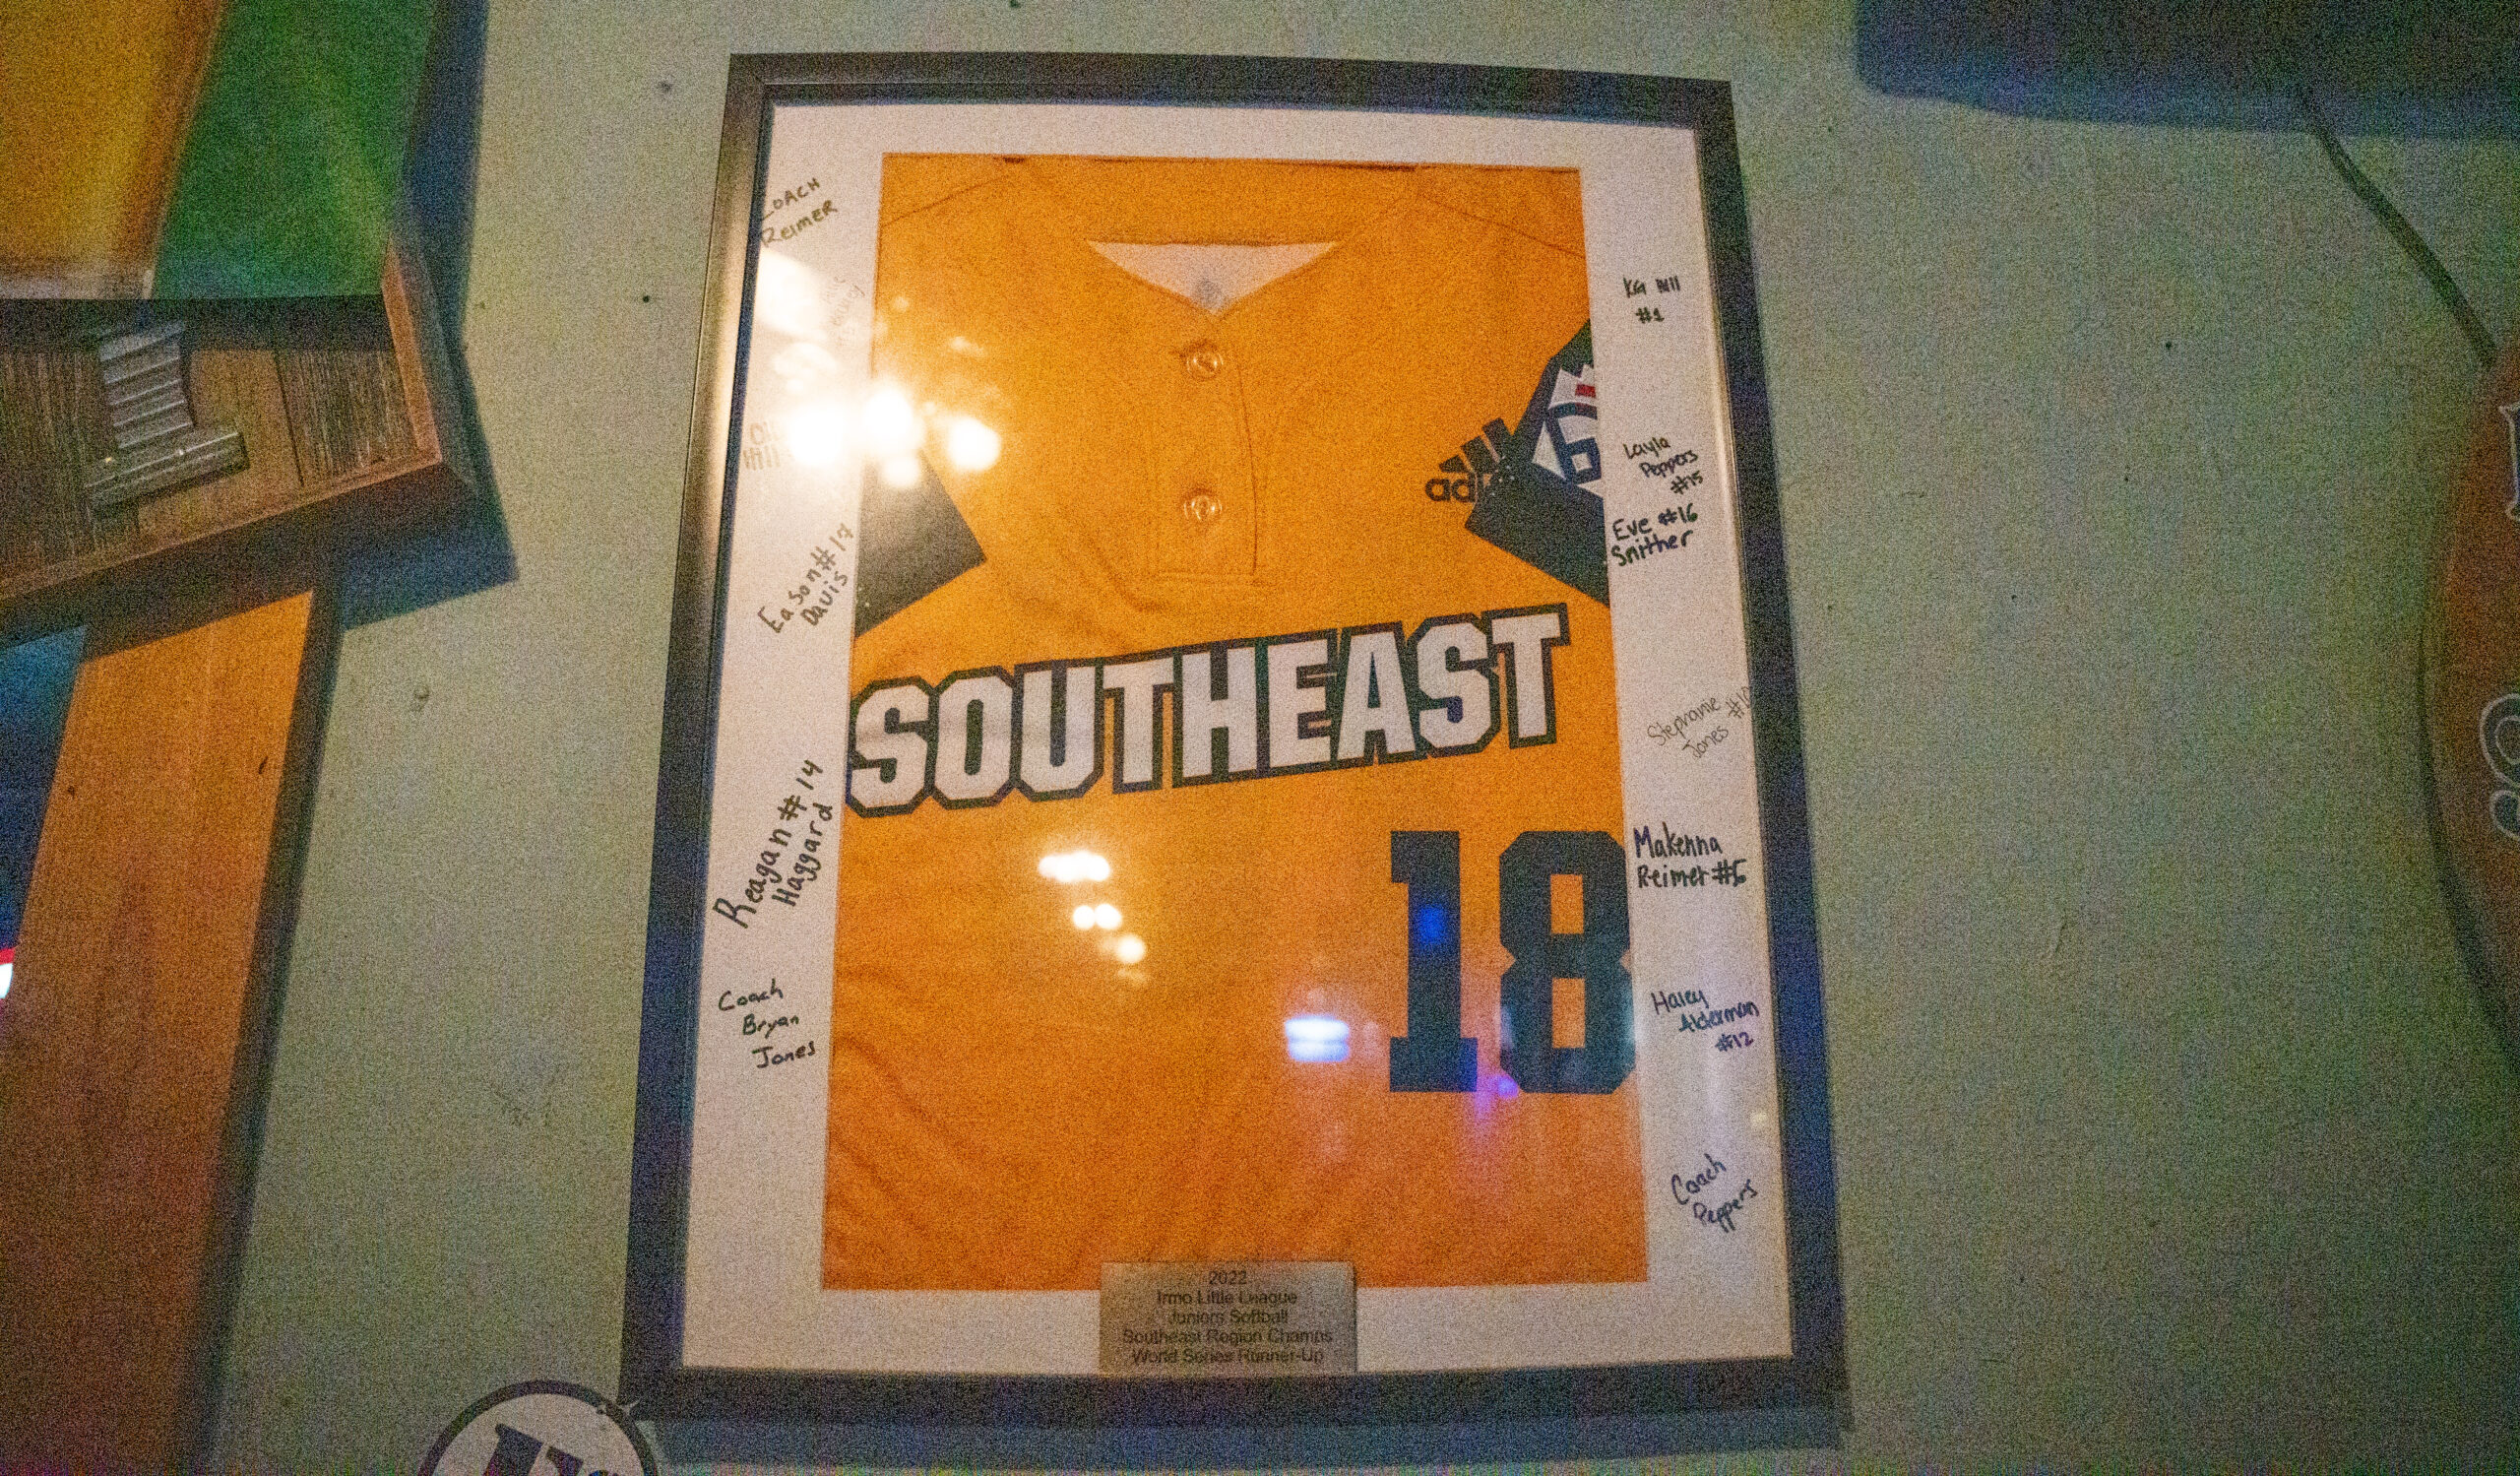 COACH
Reimer
Eason #17
Davis
Reagan #14
Haggard
Coach
Bryan
Jones
adi
6
SOUTHEAST
18
#1
Layla
Peppers
#15
Eve #16
Snither
Stephanie
Jones
Makenna
Reimer #5
Haley
Alderman
#12
Coach
Peppers
2022
Irmo Little League
Juniors Softball
Southeast Region Champs
World Series Runner-Up